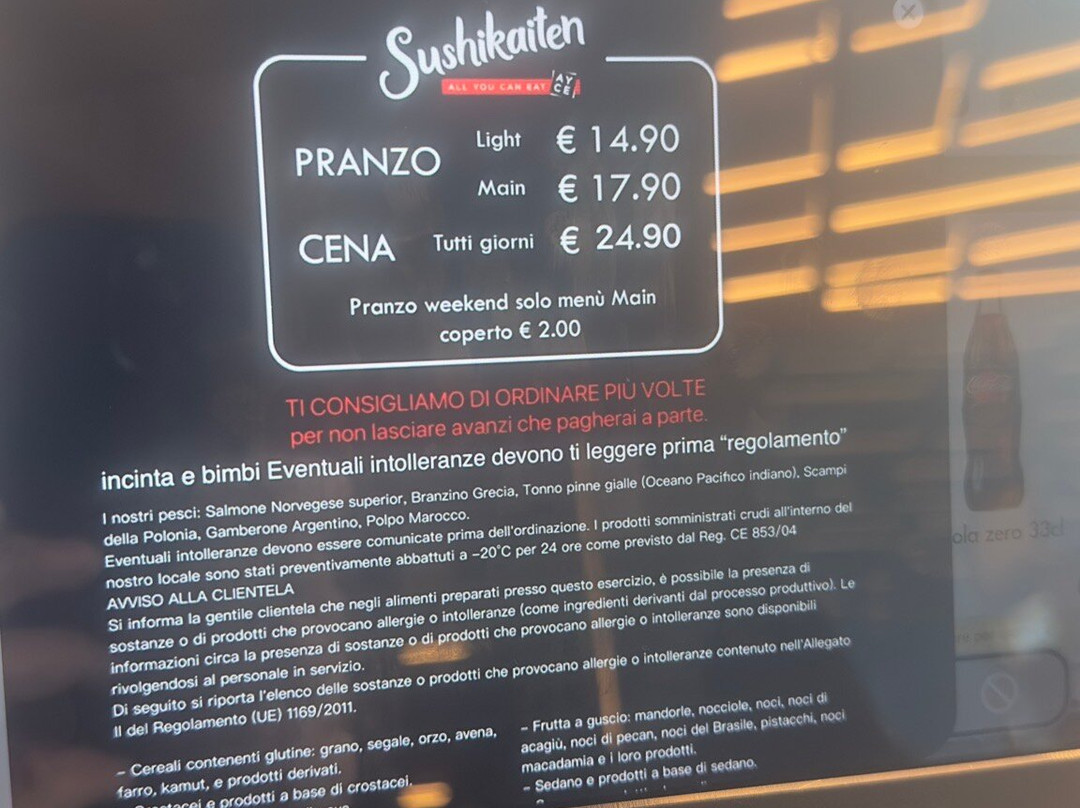 Sushikaiten
ALL YOU CAN EAT AY CE
PRANZO Light € 14.90
Main € 17.90
CENA Tutti giorni € 24.90
Pranzo weekend solo menù Main
coperto € 2.00
TI CONSIGLIAMO DI ORDINARE PIÙ VOLTE
per non lasciare avanzi che pagherai a parte.
incinta e bimbi Eventuali intolleranze devono ti leggere prima “regolamento”
I nostri pesci: Salmone Norvegese superior, Branzino Grecia, Tonno pinne gialle (Oceano Pacifico indiano), Scampi
della Polonia, Gamberone Argentino, Polpo Marocco.
Eventuali intolleranze devono essere comunicate prima dell'ordinazione. I prodotti somministrati crudi all'interno del
nostro locale sono stati preventivamente abbattuti a –20°C per 24 ore come previsto dal Reg. CE 853/04
AVVISO ALLA CLIENTELA
Si informa la gentile clientela che negli alimenti preparati presso questo esercizio, è possibile la presenza di
sostanze o di prodotti che provocano allergie o intolleranze (come ingredienti derivanti dal processo produttivo). Le
informazioni circa la presenza di sostanze o di prodotti che provocano allergie o intolleranze sono disponibili
rivolgendosi al personale in servizio.
Di seguito si riporta l'elenco delle sostanze o prodotti che provocano allergie o intolleranze contenuto nell'Allegato
II del Regolamento (UE) 1169/2011.
– Cereali contenenti glutine: grano, segale, orzo, avena,
farro, kamut, e prodotti derivati.
e prodotti a base di crostacei.
– Frutta a guscio: mandorle, nocciole, noci, noci di
acagiù, noci di pecan, noci del Brasile, pistacchi, noci
macadamia e i loro prodotti.
– Sedano e prodotti a base di sedano.
ola zero 33cl